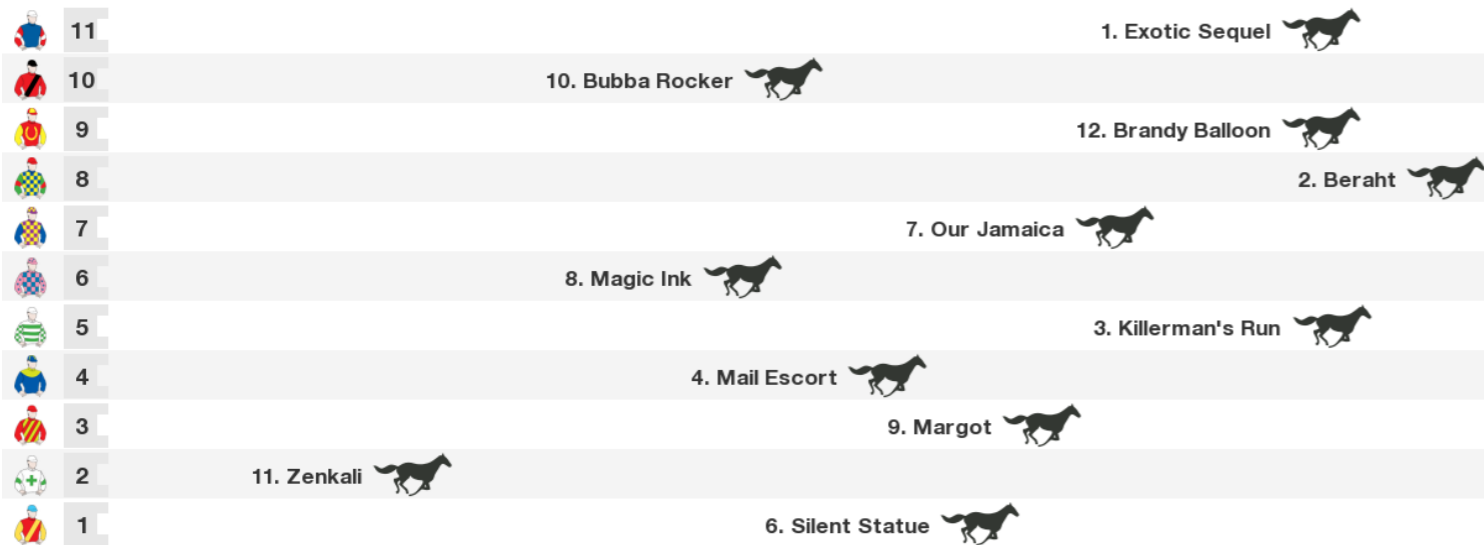 11 1. Exotic Sequel
10 10. Bubba Rocker
9 12. Brandy Balloon
8 2. Beraht
7 7. Our Jamaica
6 8. Magic Ink
5 3. Killerman's Run
4 4. Mail Escort
3 9. Margot
2 11. Zenkali
1 6. Silent Statue